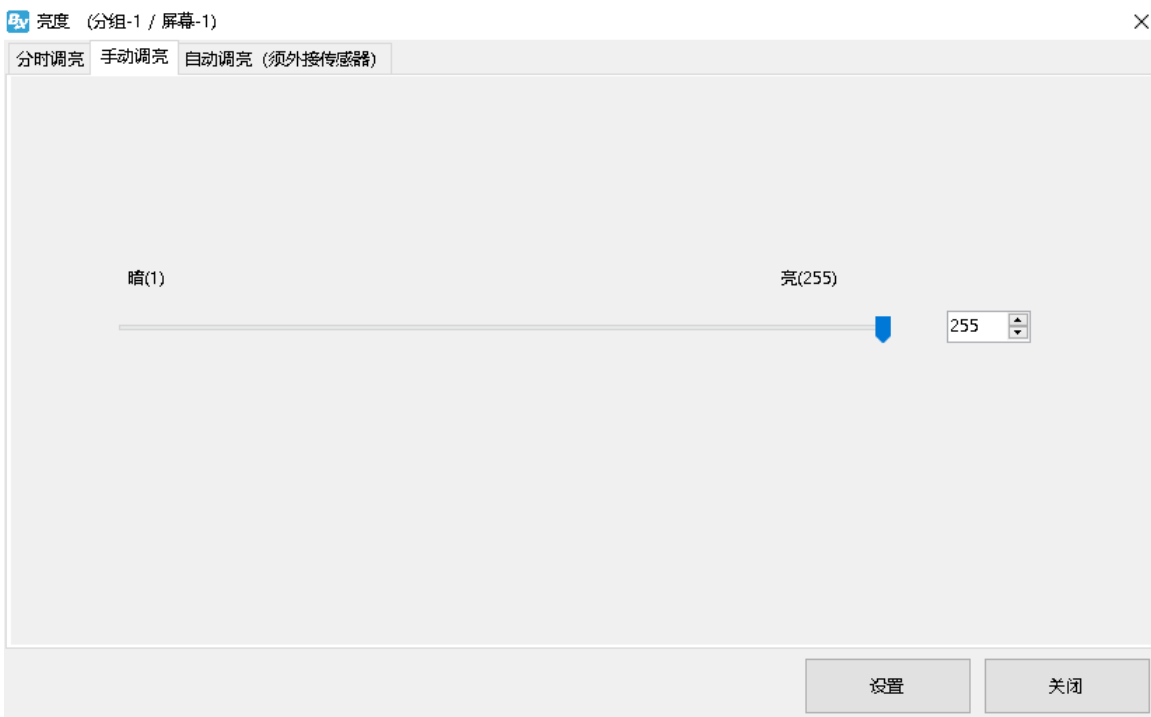 BX 亮度 (分组-1 / 屏幕-1)
分时调亮 手动调亮 自动调亮 (须外接传感器)
暗(1) 亮(255)
255
设置 关闭